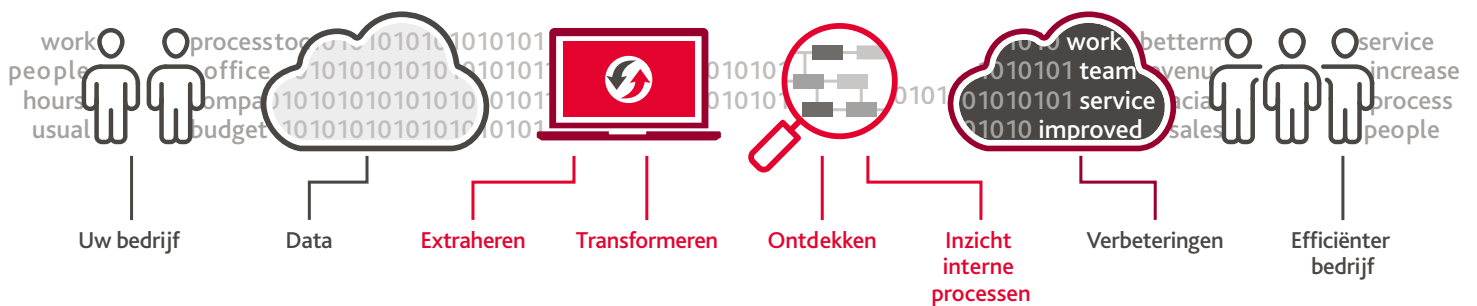 work
people
hours
usual
office
budget
work
team
service
improved
service
increase
process
people
sales
Uw bedrijf
Data
Extraheren
Transformeren
Ontdekken
Inzicht
interne
processen
Verbeteringen
Efficiënter
bedrijf